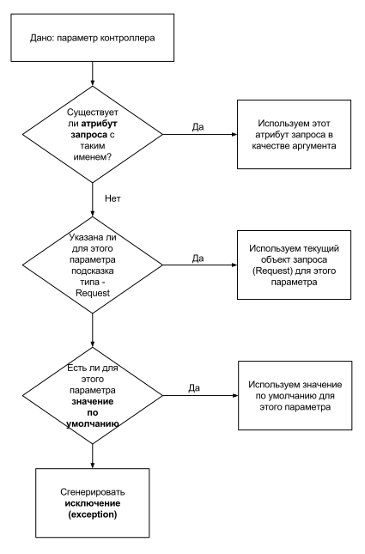 Дано: параметр контроллера
Существует
ли атрибут
запроса с
таким
именем?
Да
Используем этот
атрибут запроса в
качестве аргумента
Нет
Указана ли
для этого
параметра
подсказка
типа -
Request
Да
Используем текущий
объект запроса
(Request) для этого
параметра
Есть ли для
этого
параметра
значение
по
умолчанию
Да
Используем значение
по умолчанию для
этого параметра
Сгенерировать
исключение
(exception)